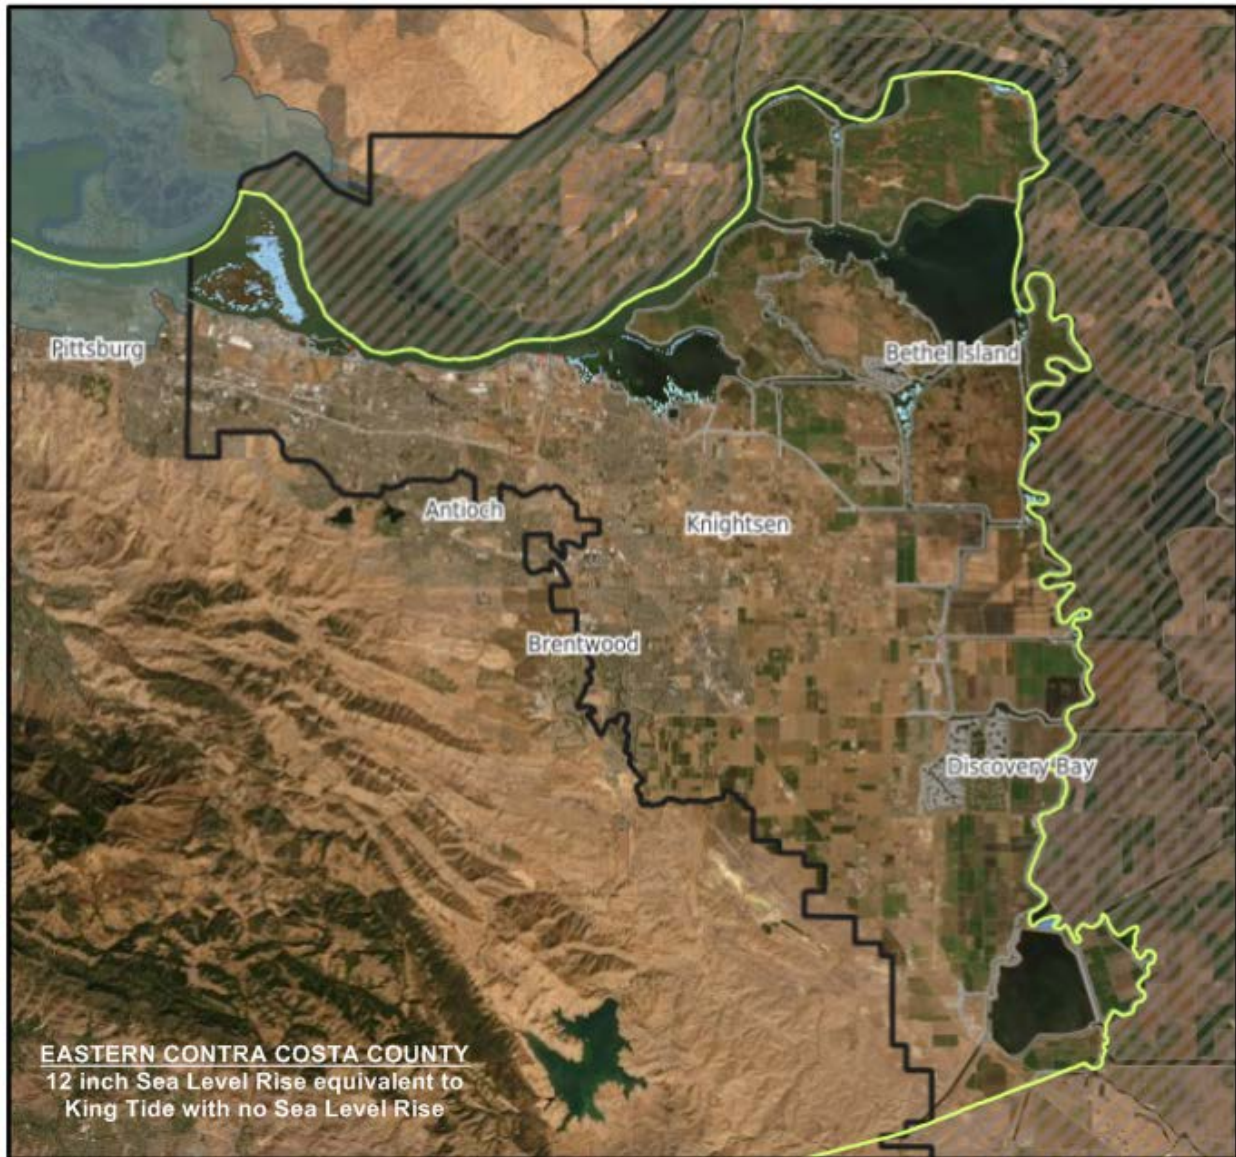 Pittsburg
Bethel Island
Antioch
Knightsen
Brentwood
Discovery Bay
EASTERN CONTRA COSTA COUNTY
12 inch Sea Level Rise equivalent to
King Tide with no Sea Level Rise